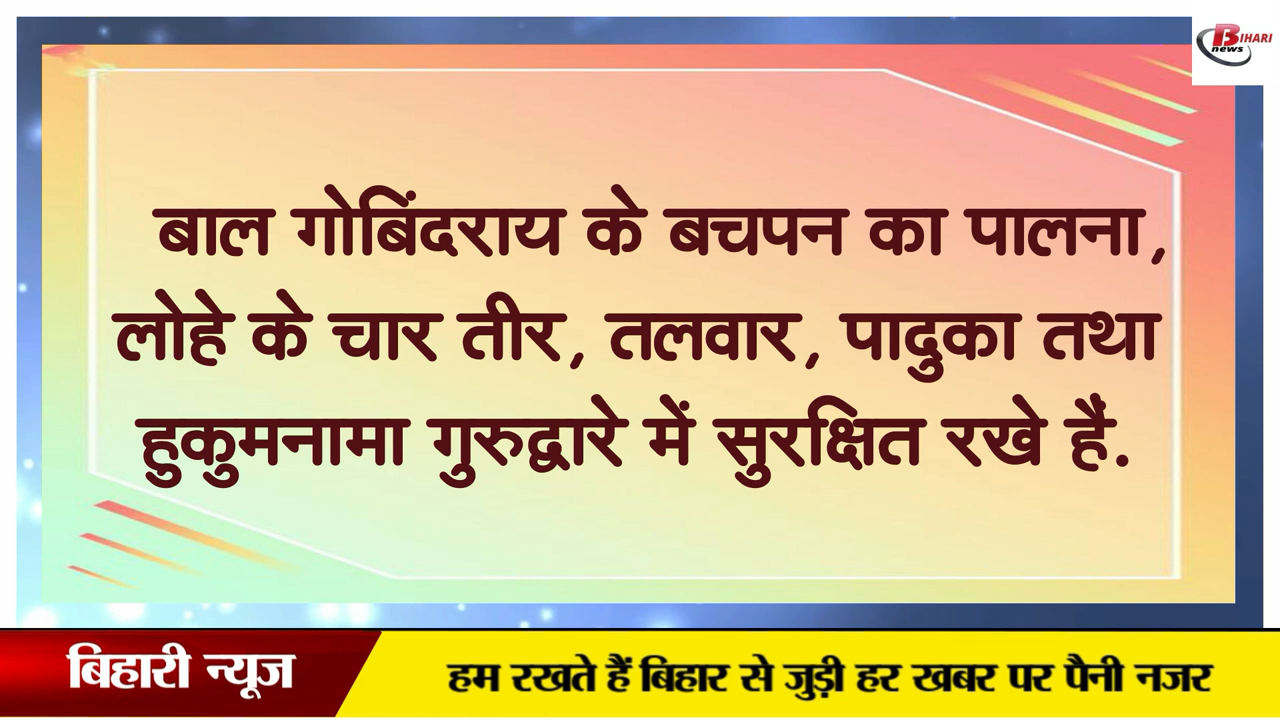 BIHARI
news
बाल गोबिंदराय के बचपन का पालना,
लोहे के चार तीर, तलवार, पादुका तथा
हुकुमनामा गुरुद्वारे में सुरक्षित रखे हैं.
बिहारी न्यूज
हम रखते हैं बिहार से जुड़ी हर खबर पर पैनी नजर